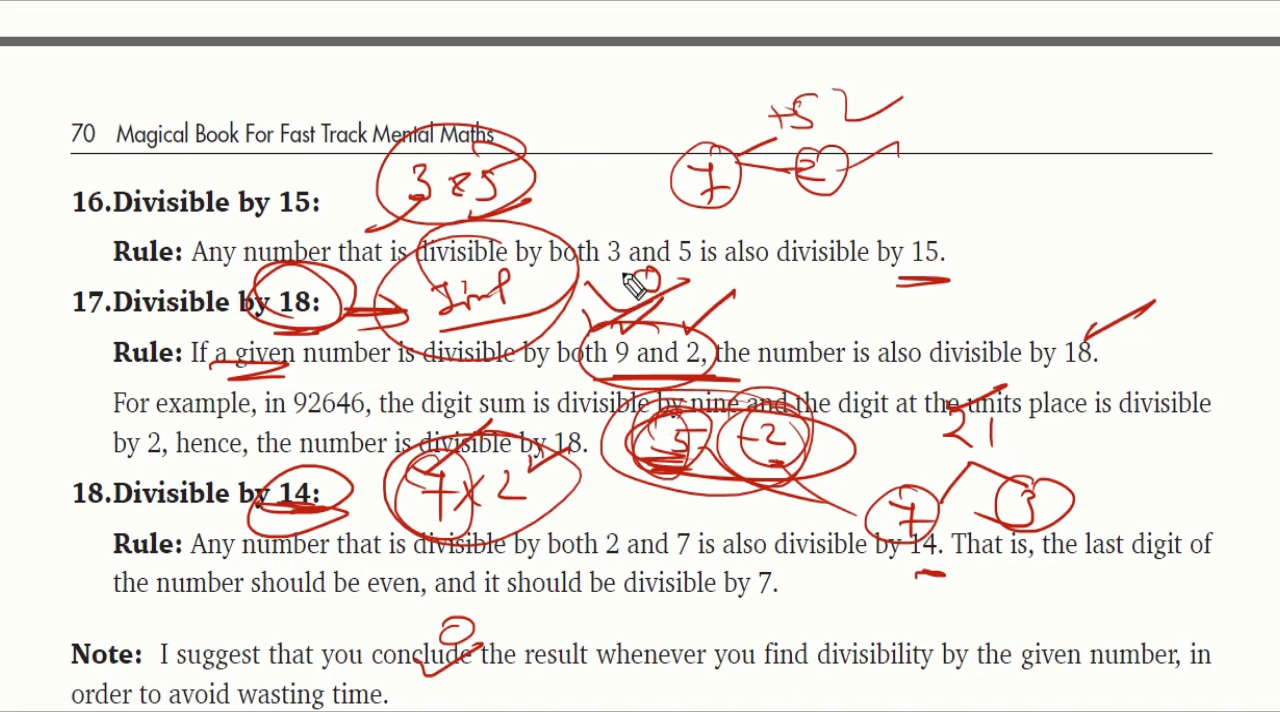 +5 2
70 Magical Book For Fast Track Mental Maths
7 2
385
16.Divisible by 15:
Rule: Any number that is divisible by both 3 and 5 is also divisible by 15.
17.Divisible by 18:
Rule: If a given number is divisible by both 9 and 2, the number is also divisible by 18.
For example, in 92646, the digit sum is divisible by nine and the digit at the units place is divisible
21
by 2, hence, the number is divisible by 18.
5 -2
18.Divisible by 14:
7x2
7 3
Rule: Any number that is divisible by both 2 and 7 is also divisible by 14. That is, the last digit of
the number should be even, and it should be divisible by 7.
Note: I suggest that you conclude the result whenever you find divisibility by the given number, in
order to avoid wasting time.